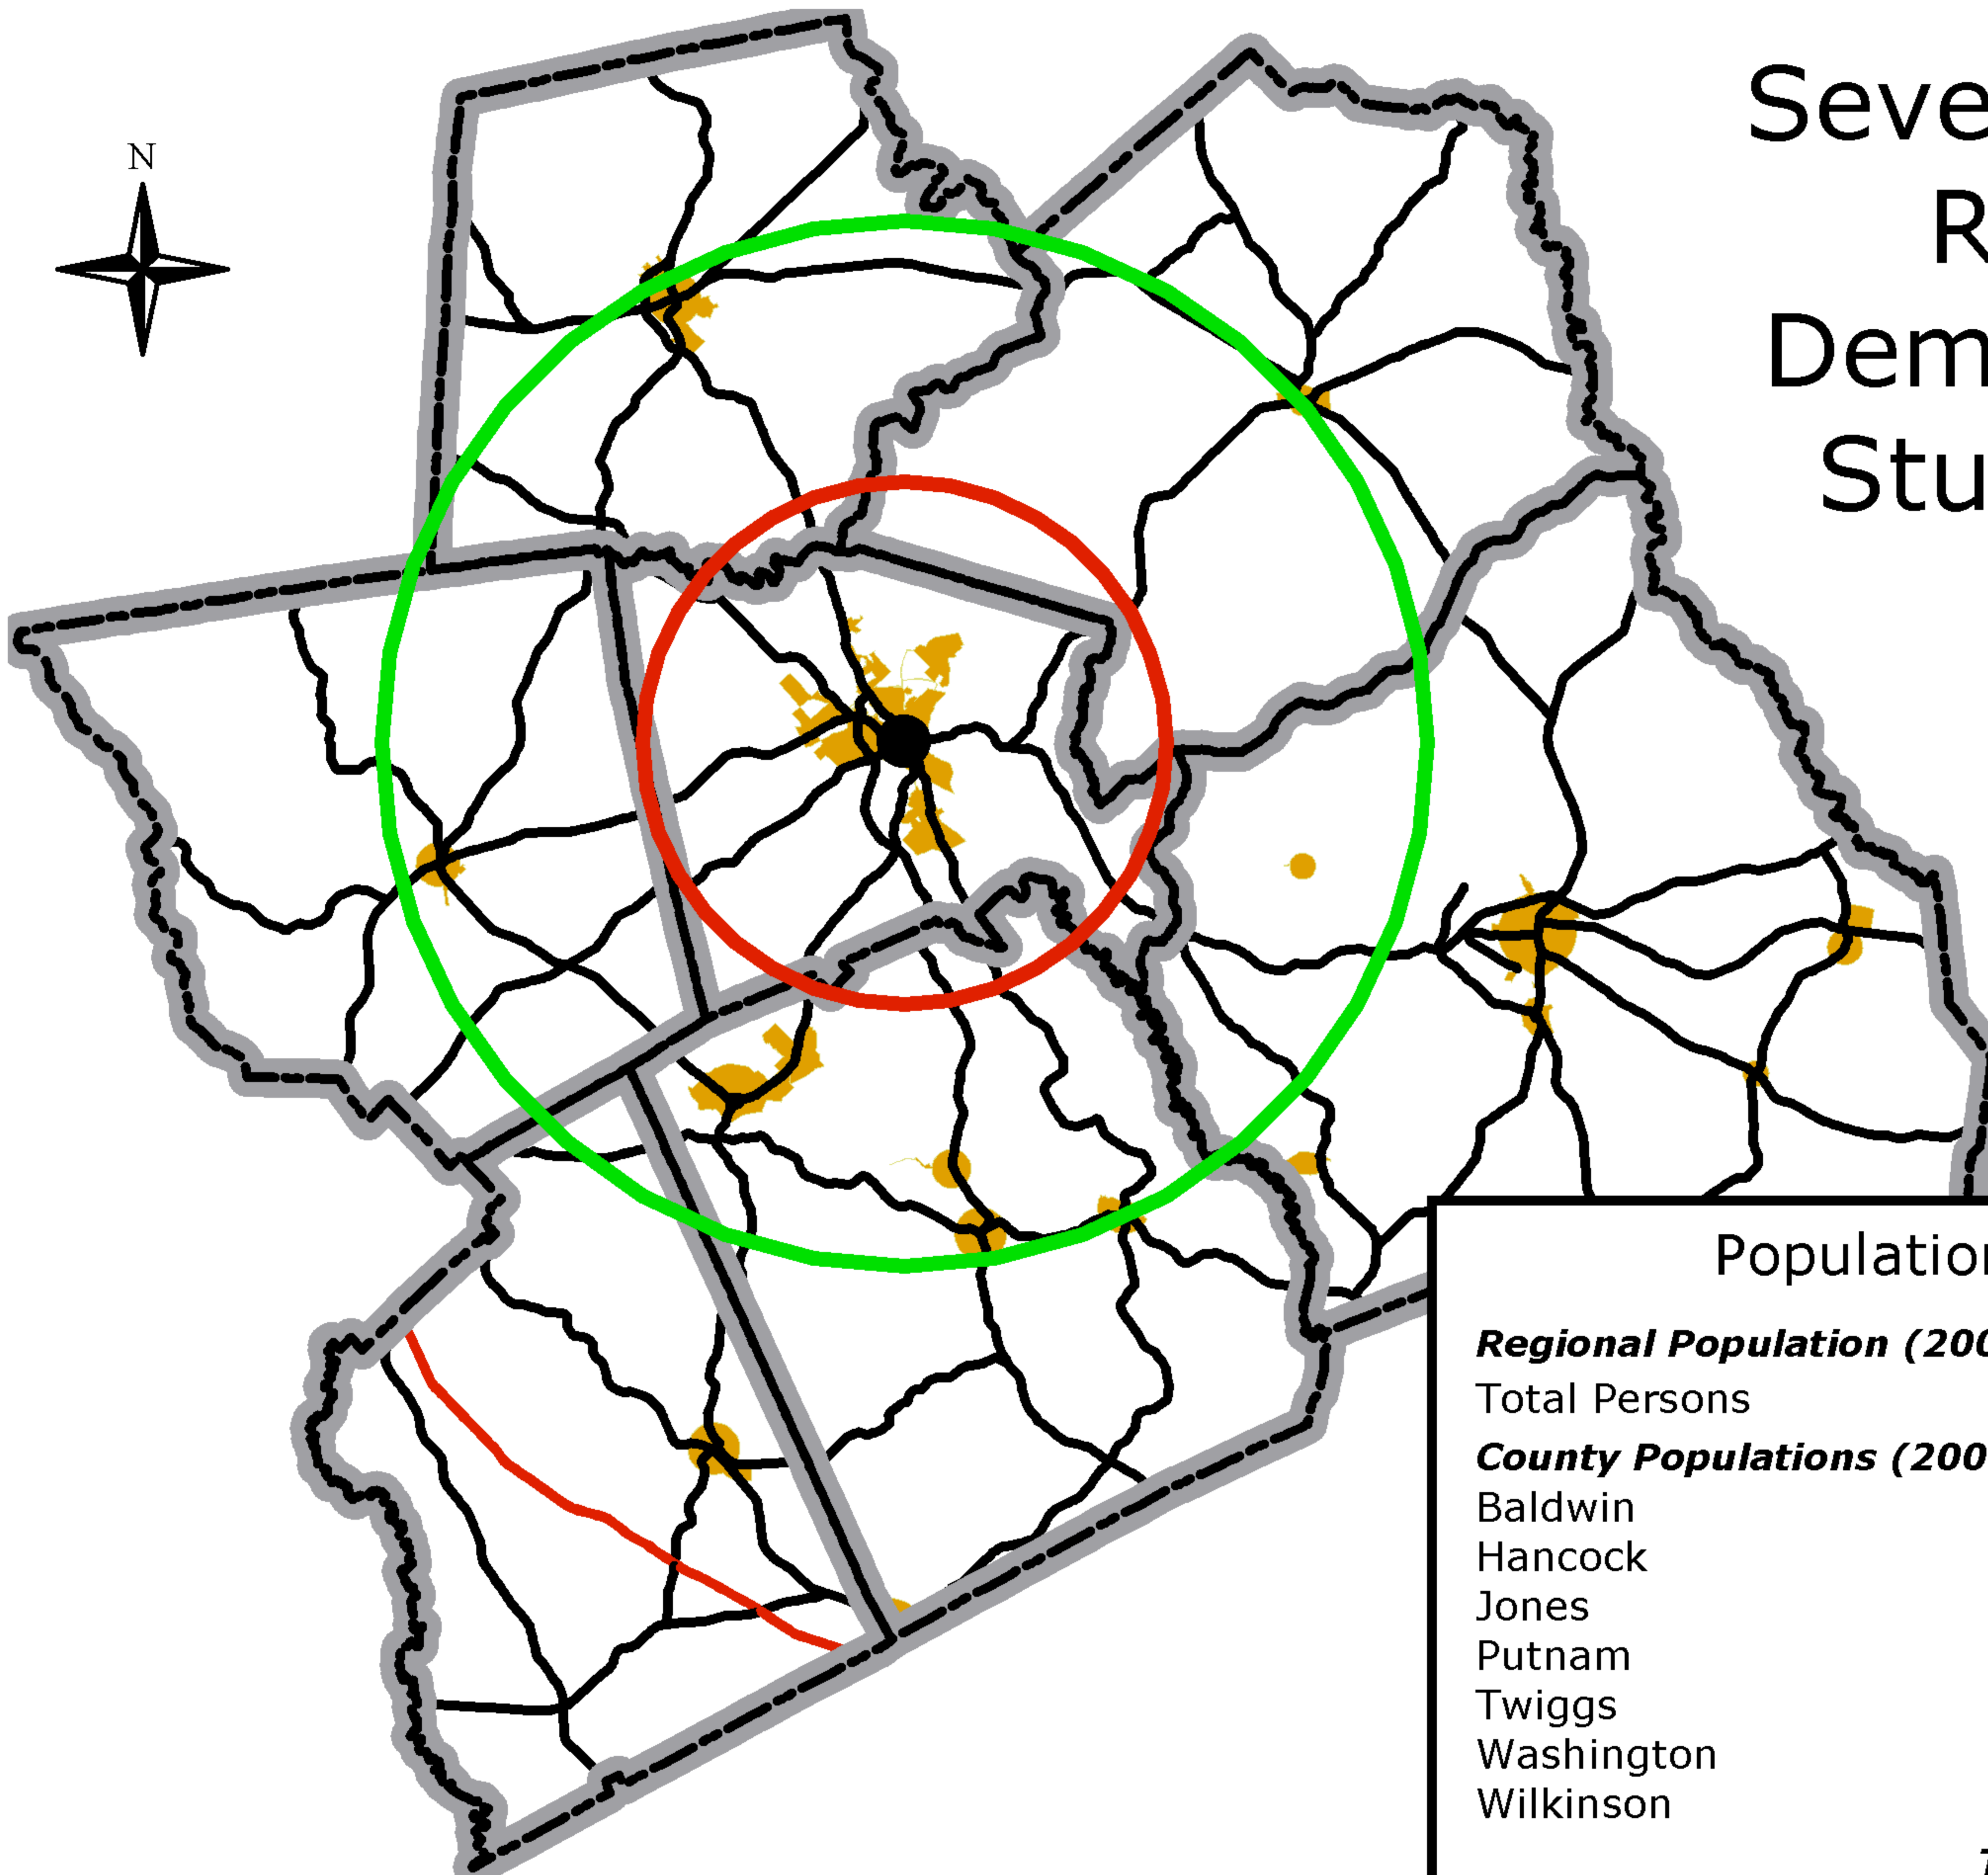 N
Seve
R
Dem
Stu
Population
Regional Population (200
Total Persons
County Populations (200
Baldwin
Hancock
Jones
Putnam
Twiggs
Washington
Wilkinson